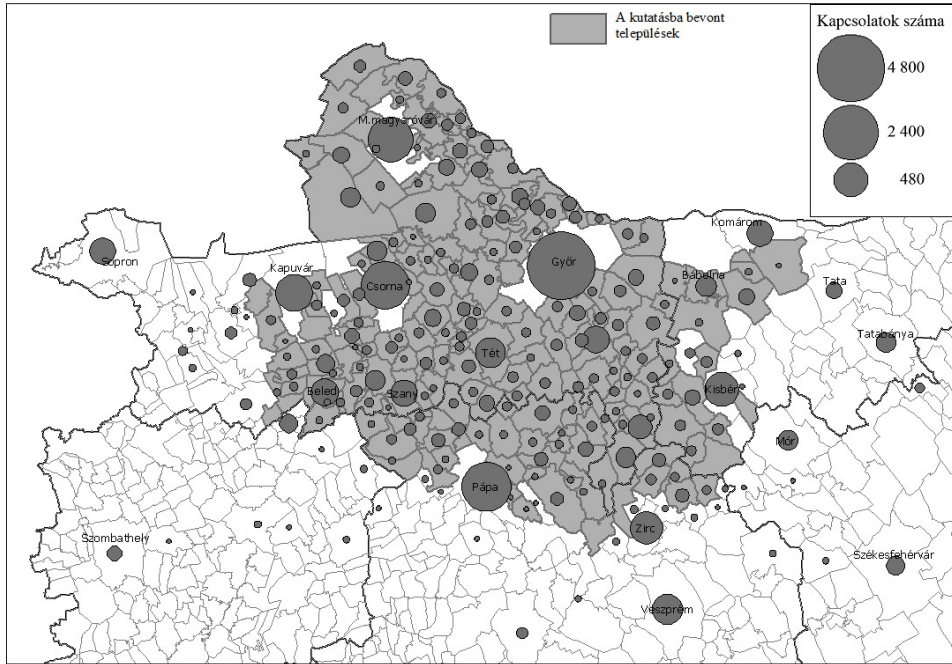 A kutatásba bevont
települések
Kapcsolatok száma
4 800
2 400
480
M.magyaróvár
Komárom
Sopron
Győr
Kapuvár
Bábolna
Csorna
Tata
Tatabánya
Tét
Beled
Szany
Kisbér
Mór
Pápa
Zirc
Szombathely
Székesfehérvár
Veszprém